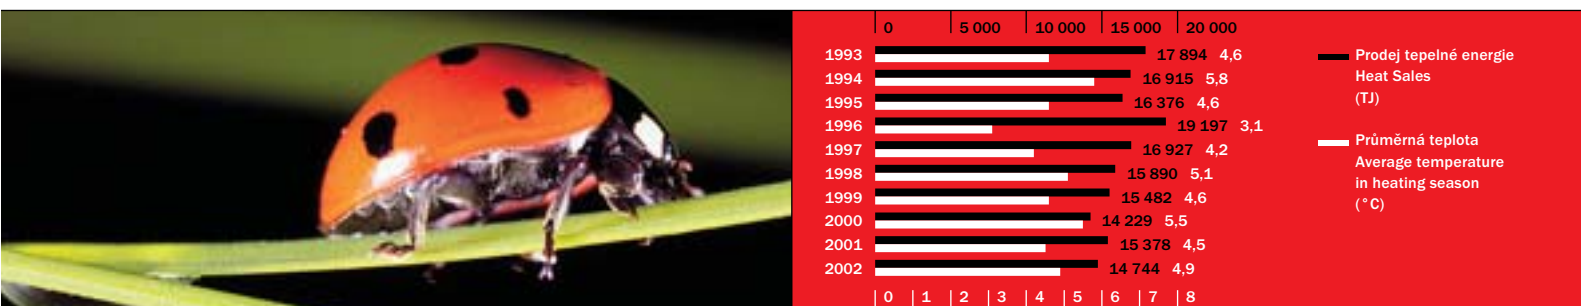 0 5 000 10 000 15 000 20 000
1993 17 894 4,6
1994 16 915 5,8
1995 16 376 4,6
1996 19 197 3,1
1997 16 927 4,2
1998 15 890 5,1
1999 15 482 4,6
2000 14 229 5,5
2001 15 378 4,5
2002 14 744 4,9
0 1 2 3 4 5 6 7 8
Prodej tepelné energie
Heat Sales
(TJ)
Průměrná teplota
Average temperature
in heating season
(°C)